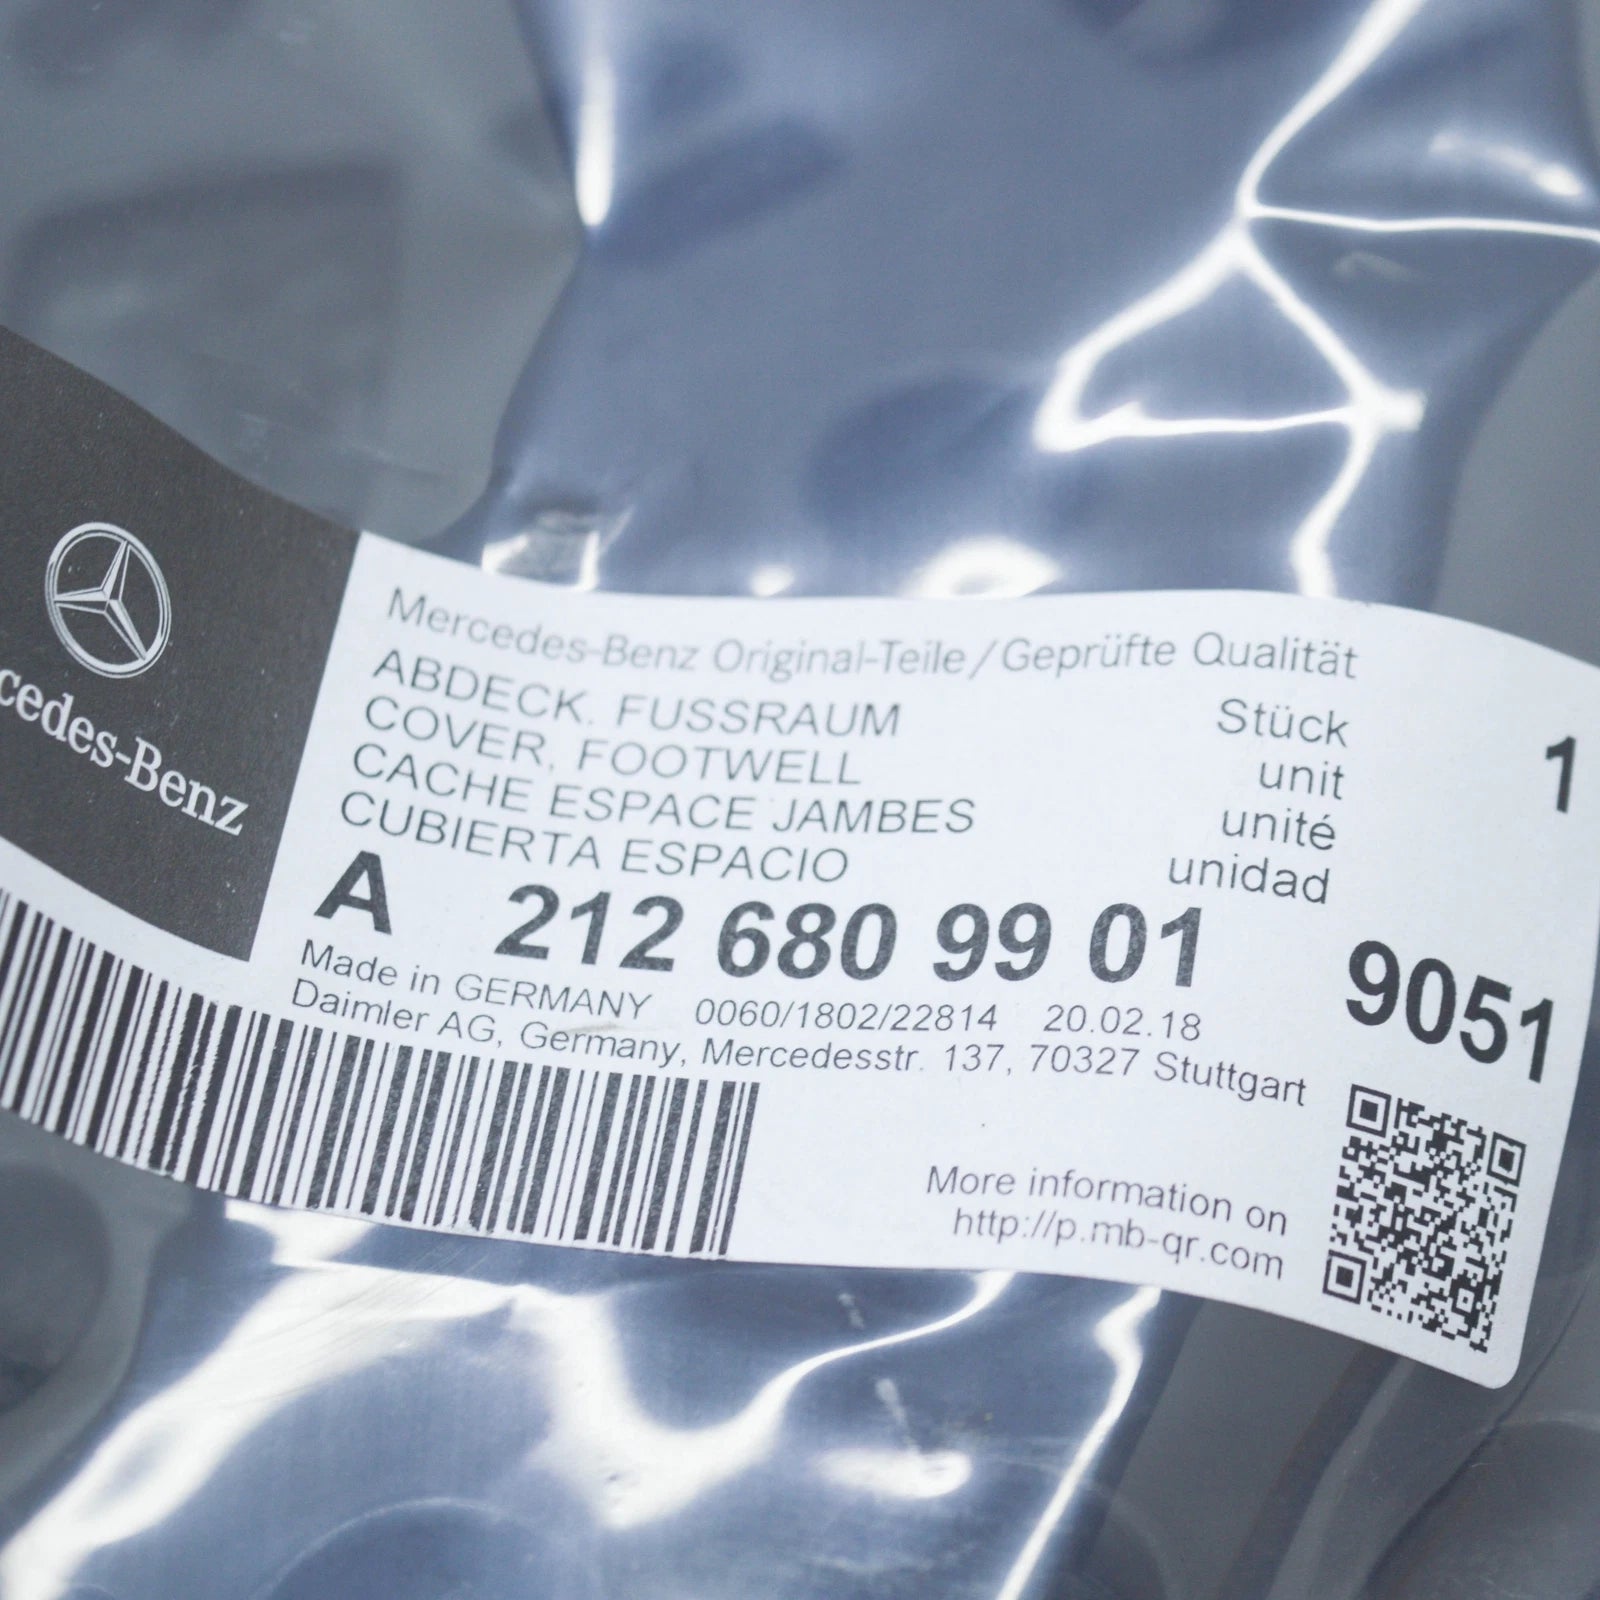 cedes-Benz
Mercedes-Benz Original-Teile/Geprüfte Qualität
ABDECK. FUSSRAUM
COVER, FOOTWELL
CACHE ESPACE JAMBES
CUBIERTA ESPACIO
Stück
unit
unité
unidad
1
A 212 680 99 01 9051
Made in GERMANY 0060/1802/22814 20.02.18
Daimler AG, Germany, Mercedesstr. 137, 70327 Stuttgart
More information on
http://p.mb-qr.com